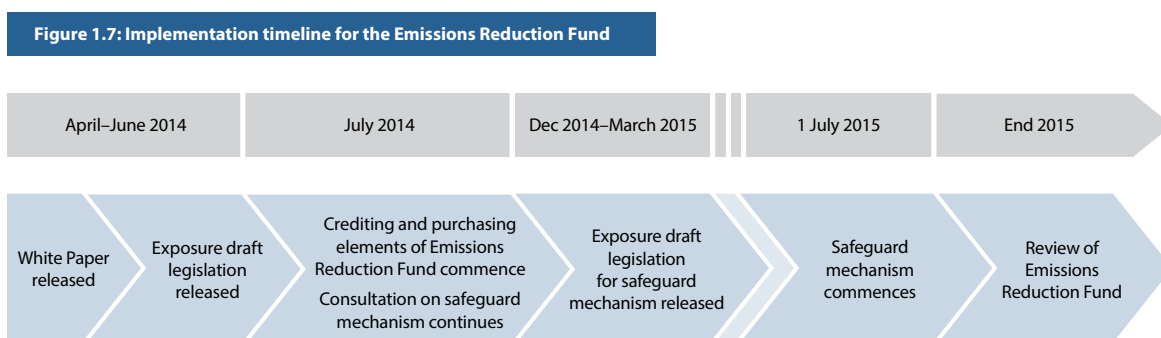 Figure 1.7: Implementation timeline for the Emissions Reduction Fund
April–June 2014
July 2014
Dec 2014–March 2015
1 July 2015
End 2015
White Paper
released
Exposure draft
legislation
released
Crediting and purchasing
elements of Emissions
Reduction Fund commence
Consultation on safeguard
mechanism continues
Exposure draft
legislation
for safeguard
mechanism released
Safeguard
mechanism
commences
Review of
Emissions
Reduction Fund